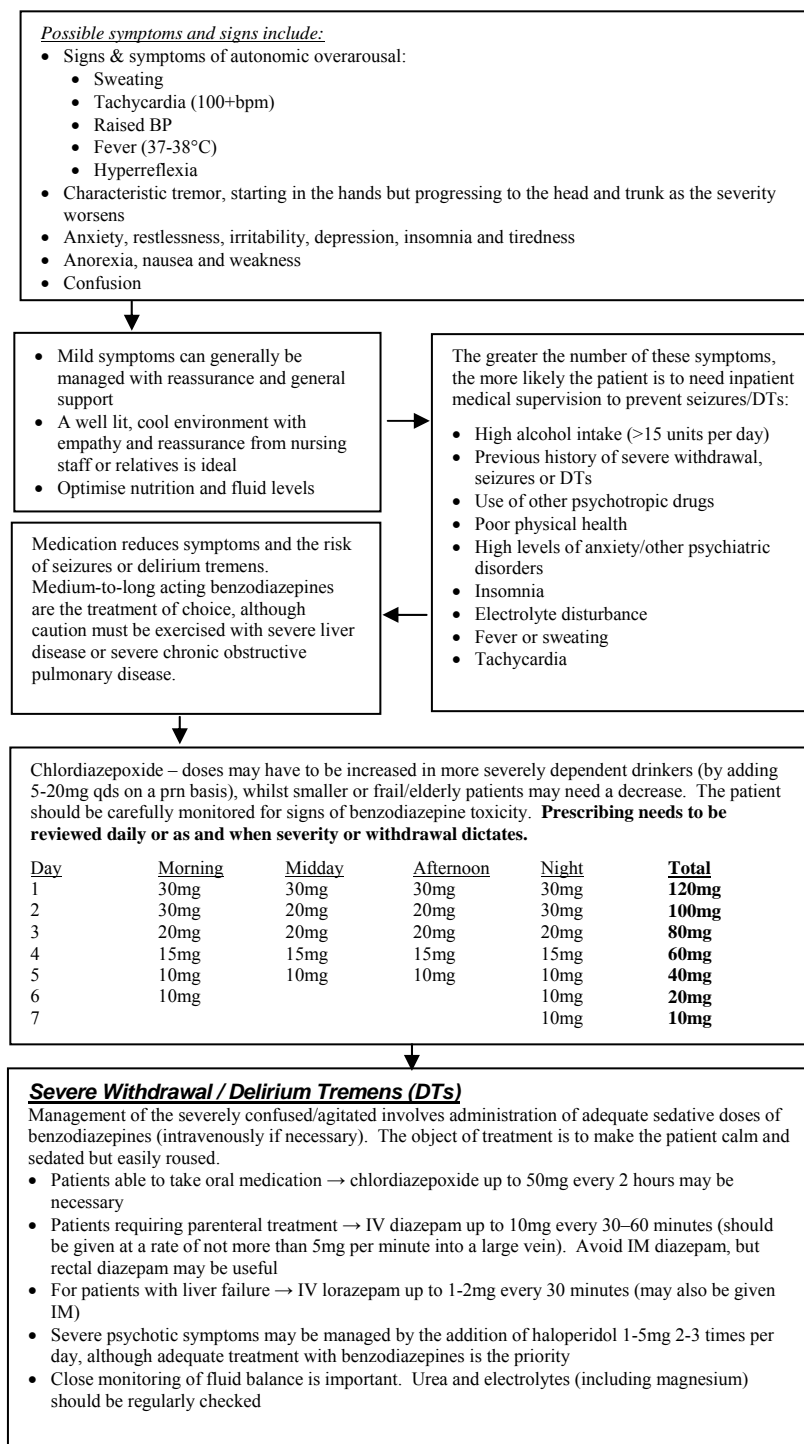 Possible symptoms and signs include:
• Signs & symptoms of autonomic overarousal:
• Sweating
• Tachycardia (100+bpm)
• Raised BP
• Fever (37-38°C)
• Hyperreflexia
• Characteristic tremor, starting in the hands but progressing to the head and trunk as the severity
worsens
• Anxiety, restlessness, irritability, depression, insomnia and tiredness
• Anorexia, nausea and weakness
• Confusion
• Mild symptoms can generally be
managed with reassurance and general
support
• A well lit, cool environment with
empathy and reassurance from nursing
staff or relatives is ideal
• Optimise nutrition and fluid levels
The greater the number of these symptoms,
the more likely the patient is to need inpatient
medical supervision to prevent seizures/DTs:
• High alcohol intake (>15 units per day)
• Previous history of severe withdrawal,
seizures or DTs
• Use of other psychotropic drugs
• Poor physical health
• High levels of anxiety/other psychiatric
disorders
• Insomnia
• Electrolyte disturbance
• Fever or sweating
• Tachycardia
Medication reduces symptoms and the risk
of seizures or delirium tremens.
Medium-to-long acting benzodiazepines
are the treatment of choice, although
caution must be exercised with severe liver
disease or severe chronic obstructive
pulmonary disease.
Chlordiazepoxide – doses may have to be increased in more severely dependent drinkers (by adding
5-20mg qds on a prn basis), whilst smaller or frail/elderly patients may need a decrease. The patient
should be carefully monitored for signs of benzodiazepine toxicity. Prescribing needs to be
reviewed daily or as and when severity or withdrawal dictates.
Day Morning Midday Afternoon Night Total
1 30mg 30mg 30mg 30mg 120mg
2 30mg 20mg 20mg 30mg 100mg
3 20mg 20mg 20mg 20mg 80mg
4 15mg 15mg 15mg 15mg 60mg
5 10mg 10mg 10mg 10mg 40mg
6 10mg 10mg 20mg
7 10mg 10mg
Severe Withdrawal / Delirium Tremens (DTs)
Management of the severely confused/agitated involves administration of adequate sedative doses of
benzodiazepines (intravenously if necessary). The object of treatment is to make the patient calm and
sedated but easily roused.
• Patients able to take oral medication → chlordiazepoxide up to 50mg every 2 hours may be
necessary
• Patients requiring parenteral treatment → IV diazepam up to 10mg every 30–60 minutes (should
be given at a rate of not more than 5mg per minute into a large vein). Avoid IM diazepam, but
rectal diazepam may be useful
• For patients with liver failure → IV lorazepam up to 1-2mg every 30 minutes (may also be given
IM)
• Severe psychotic symptoms may be managed by the addition of haloperidol 1-5mg 2-3 times per
day, although adequate treatment with benzodiazepines is the priority
• Close monitoring of fluid balance is important. Urea and electrolytes (including magnesium)
should be regularly checked